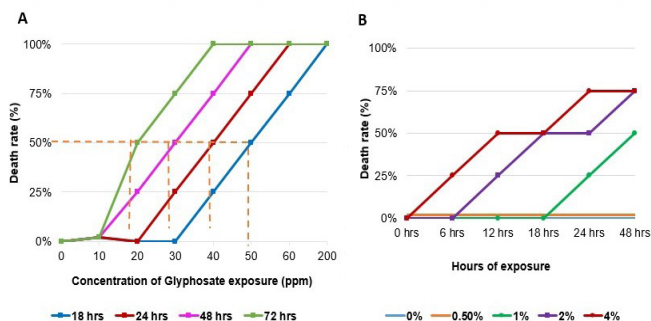 A
100%
75%
50%
25%
0%
Death rate (%)
0 10 20 30 40 50 60 200
Concentration of Glyphosate exposure (ppm)
18 hrs 24 hrs 48 hrs 72 hrs
B
100%
75%
50%
25%
0%
Death rate (%)
0 hrs 6 hrs 12 hrs 18 hrs 24 hrs 48 hrs
Hours of exposure
0% 0.50% 1% 2% 4%